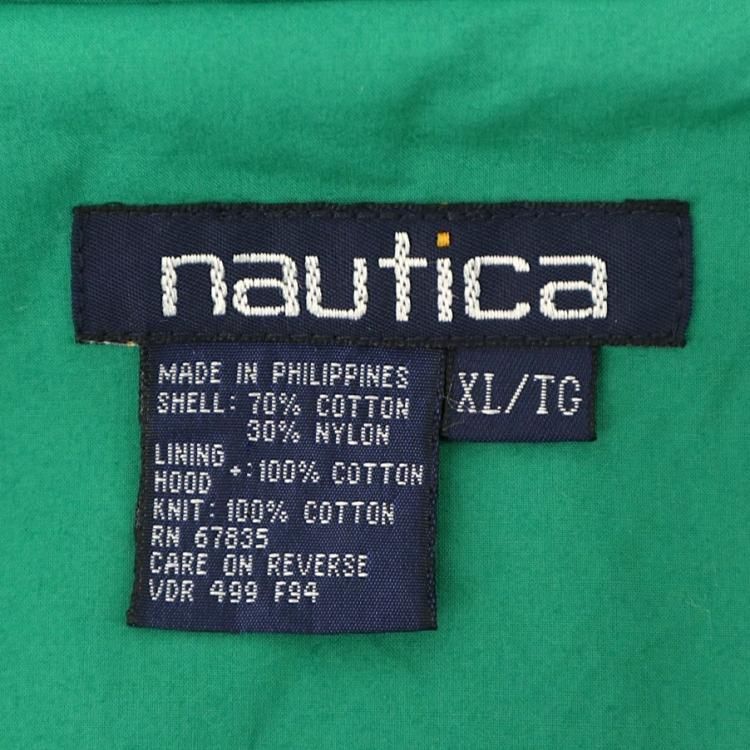 nautica
XL/TG
MADE IN PHILIPPINES
SHELL: 70% COTTON
30% NYLON
LINING
HOOD +: 100% COTTON
KNIT: 100% COTTON
RN 67835
CARE ON REVERSE
VDR 499 F94